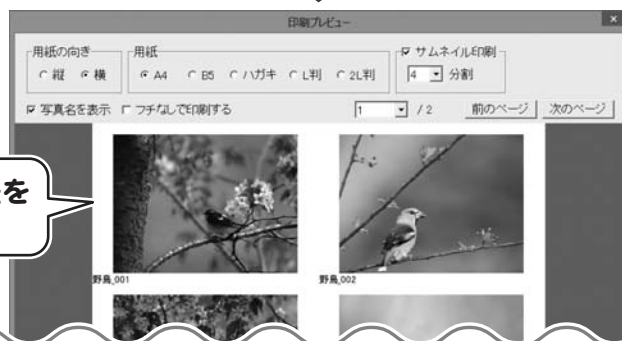 印刷プレビュー
用紙の向き
縦 横
用紙
A4 B5 ハガキ L判 2L判
サムネイル印刷
4 分割
写真名を表示 フチなしで印刷する
1 / 2 前のページ 次のページ
を
野鳥_001 野鳥_002